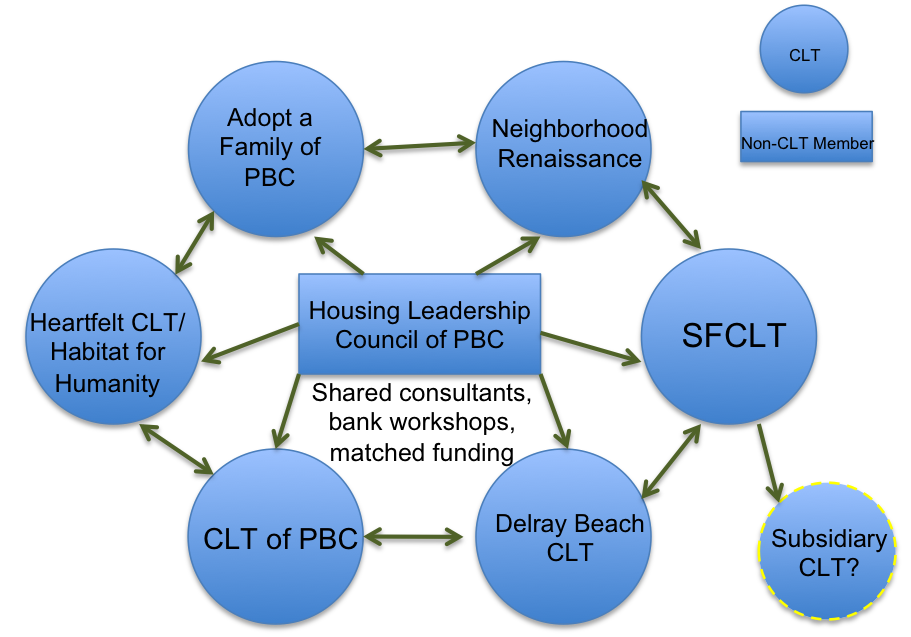 CLT
Non-CLT Member
Adopt a
Family of
PBC
Neighborhood
Renaissance
Heartfelt CLT/
Habitat for
Humanity
Housing Leadership
Council of PBC
SFCLT
Shared consultants,
bank workshops,
matched funding
CLT of PBC
Delray Beach
CLT
Subsidiary
CLT?